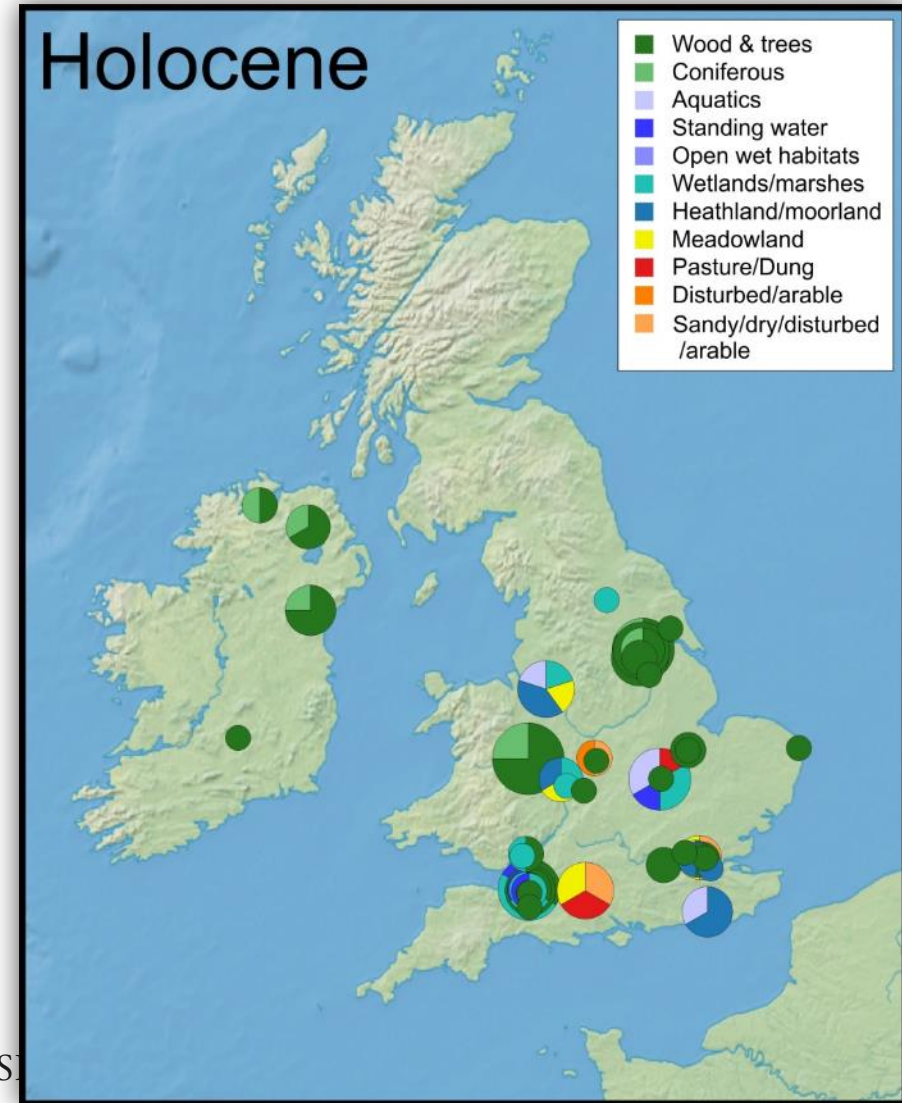 Holocene
Wood & trees
Coniferous
Aquatics
Standing water
Open wet habitats
Wetlands/marshes
Heathland/moorland
Meadowland
Pasture/Dung
Disturbed/arable
Sandy/dry/disturbed
/arable